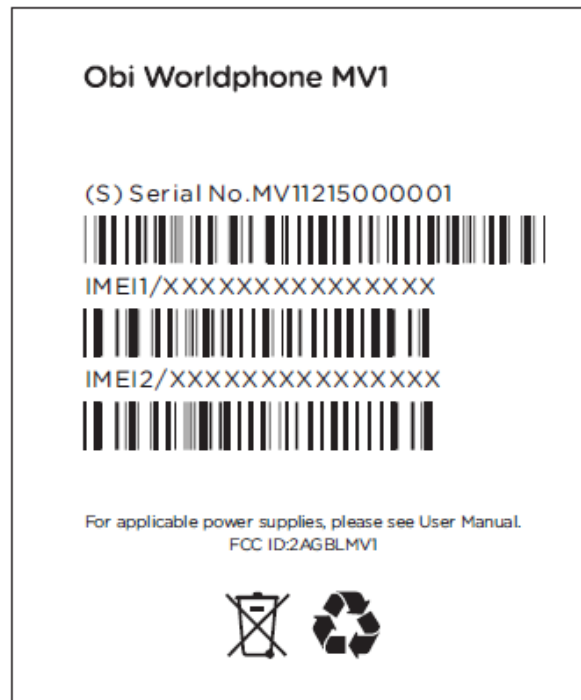 Obi Worldphone MV1
(S) Serial No.MV11215000001
IMEI1/XXXXXXXXXXXXXXX
IMEI2/XXXXXXXXXXXXXXX
For applicable power supplies, please see User Manual.
FCC ID:2AGBLMV1